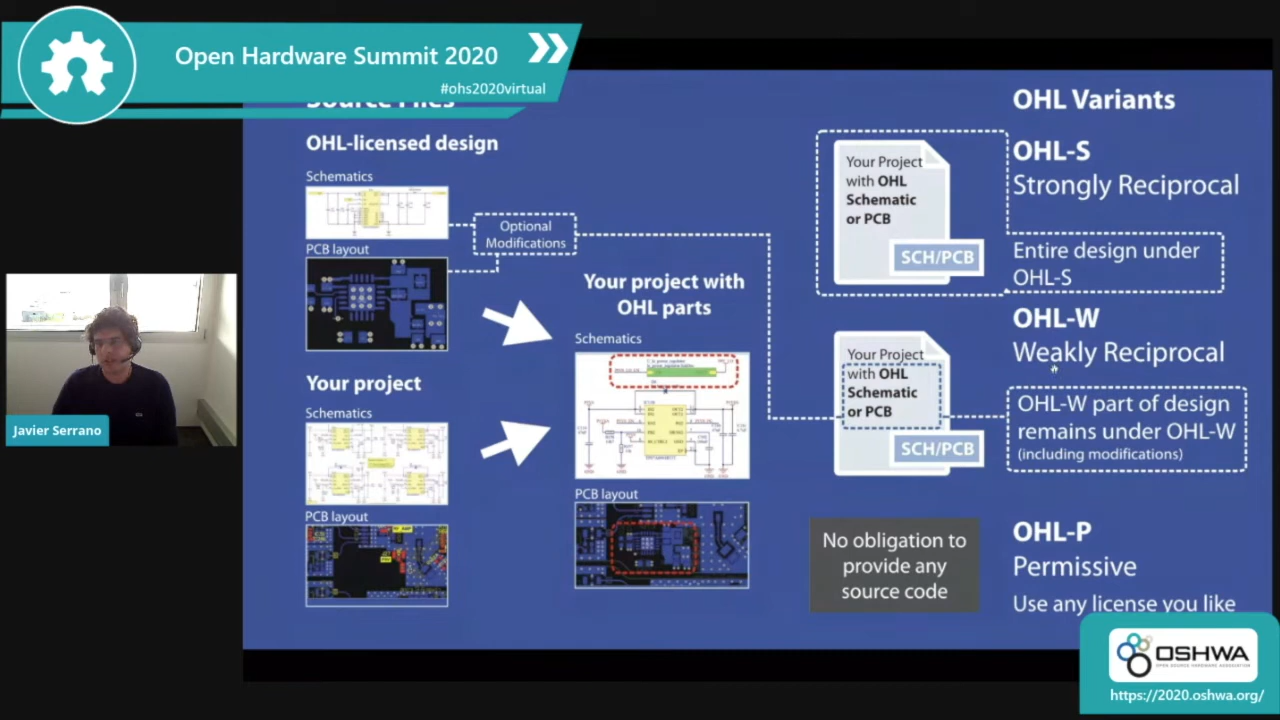 Open Hardware Summit 2020
#ohs2020virtual
Source Files
OHL-licensed design
Schematics
PCB layout
Optional
Modifications
Your project
Schematics
PCB layout
Your project with
OHL parts
Schematics
PCB layout
OHL Variants
Your Project
with OHL
Schematic
or PCB
SCH/PCB
OHL-S
Strongly Reciprocal
Entire design under
OHL-S
Your Project
with OHL
Schematic
or PCB
SCH/PCB
OHL-W
Weakly Reciprocal
OHL-W part of design
remains under OHL-W
(including modifications)
No obligation to
provide any
source code
OHL-P
Permissive
Use any license you like
Javier Serrano
OSHWA
OPEN SOURCE HARDWARE ASSOCIATION
https://2020.oshwa.org/